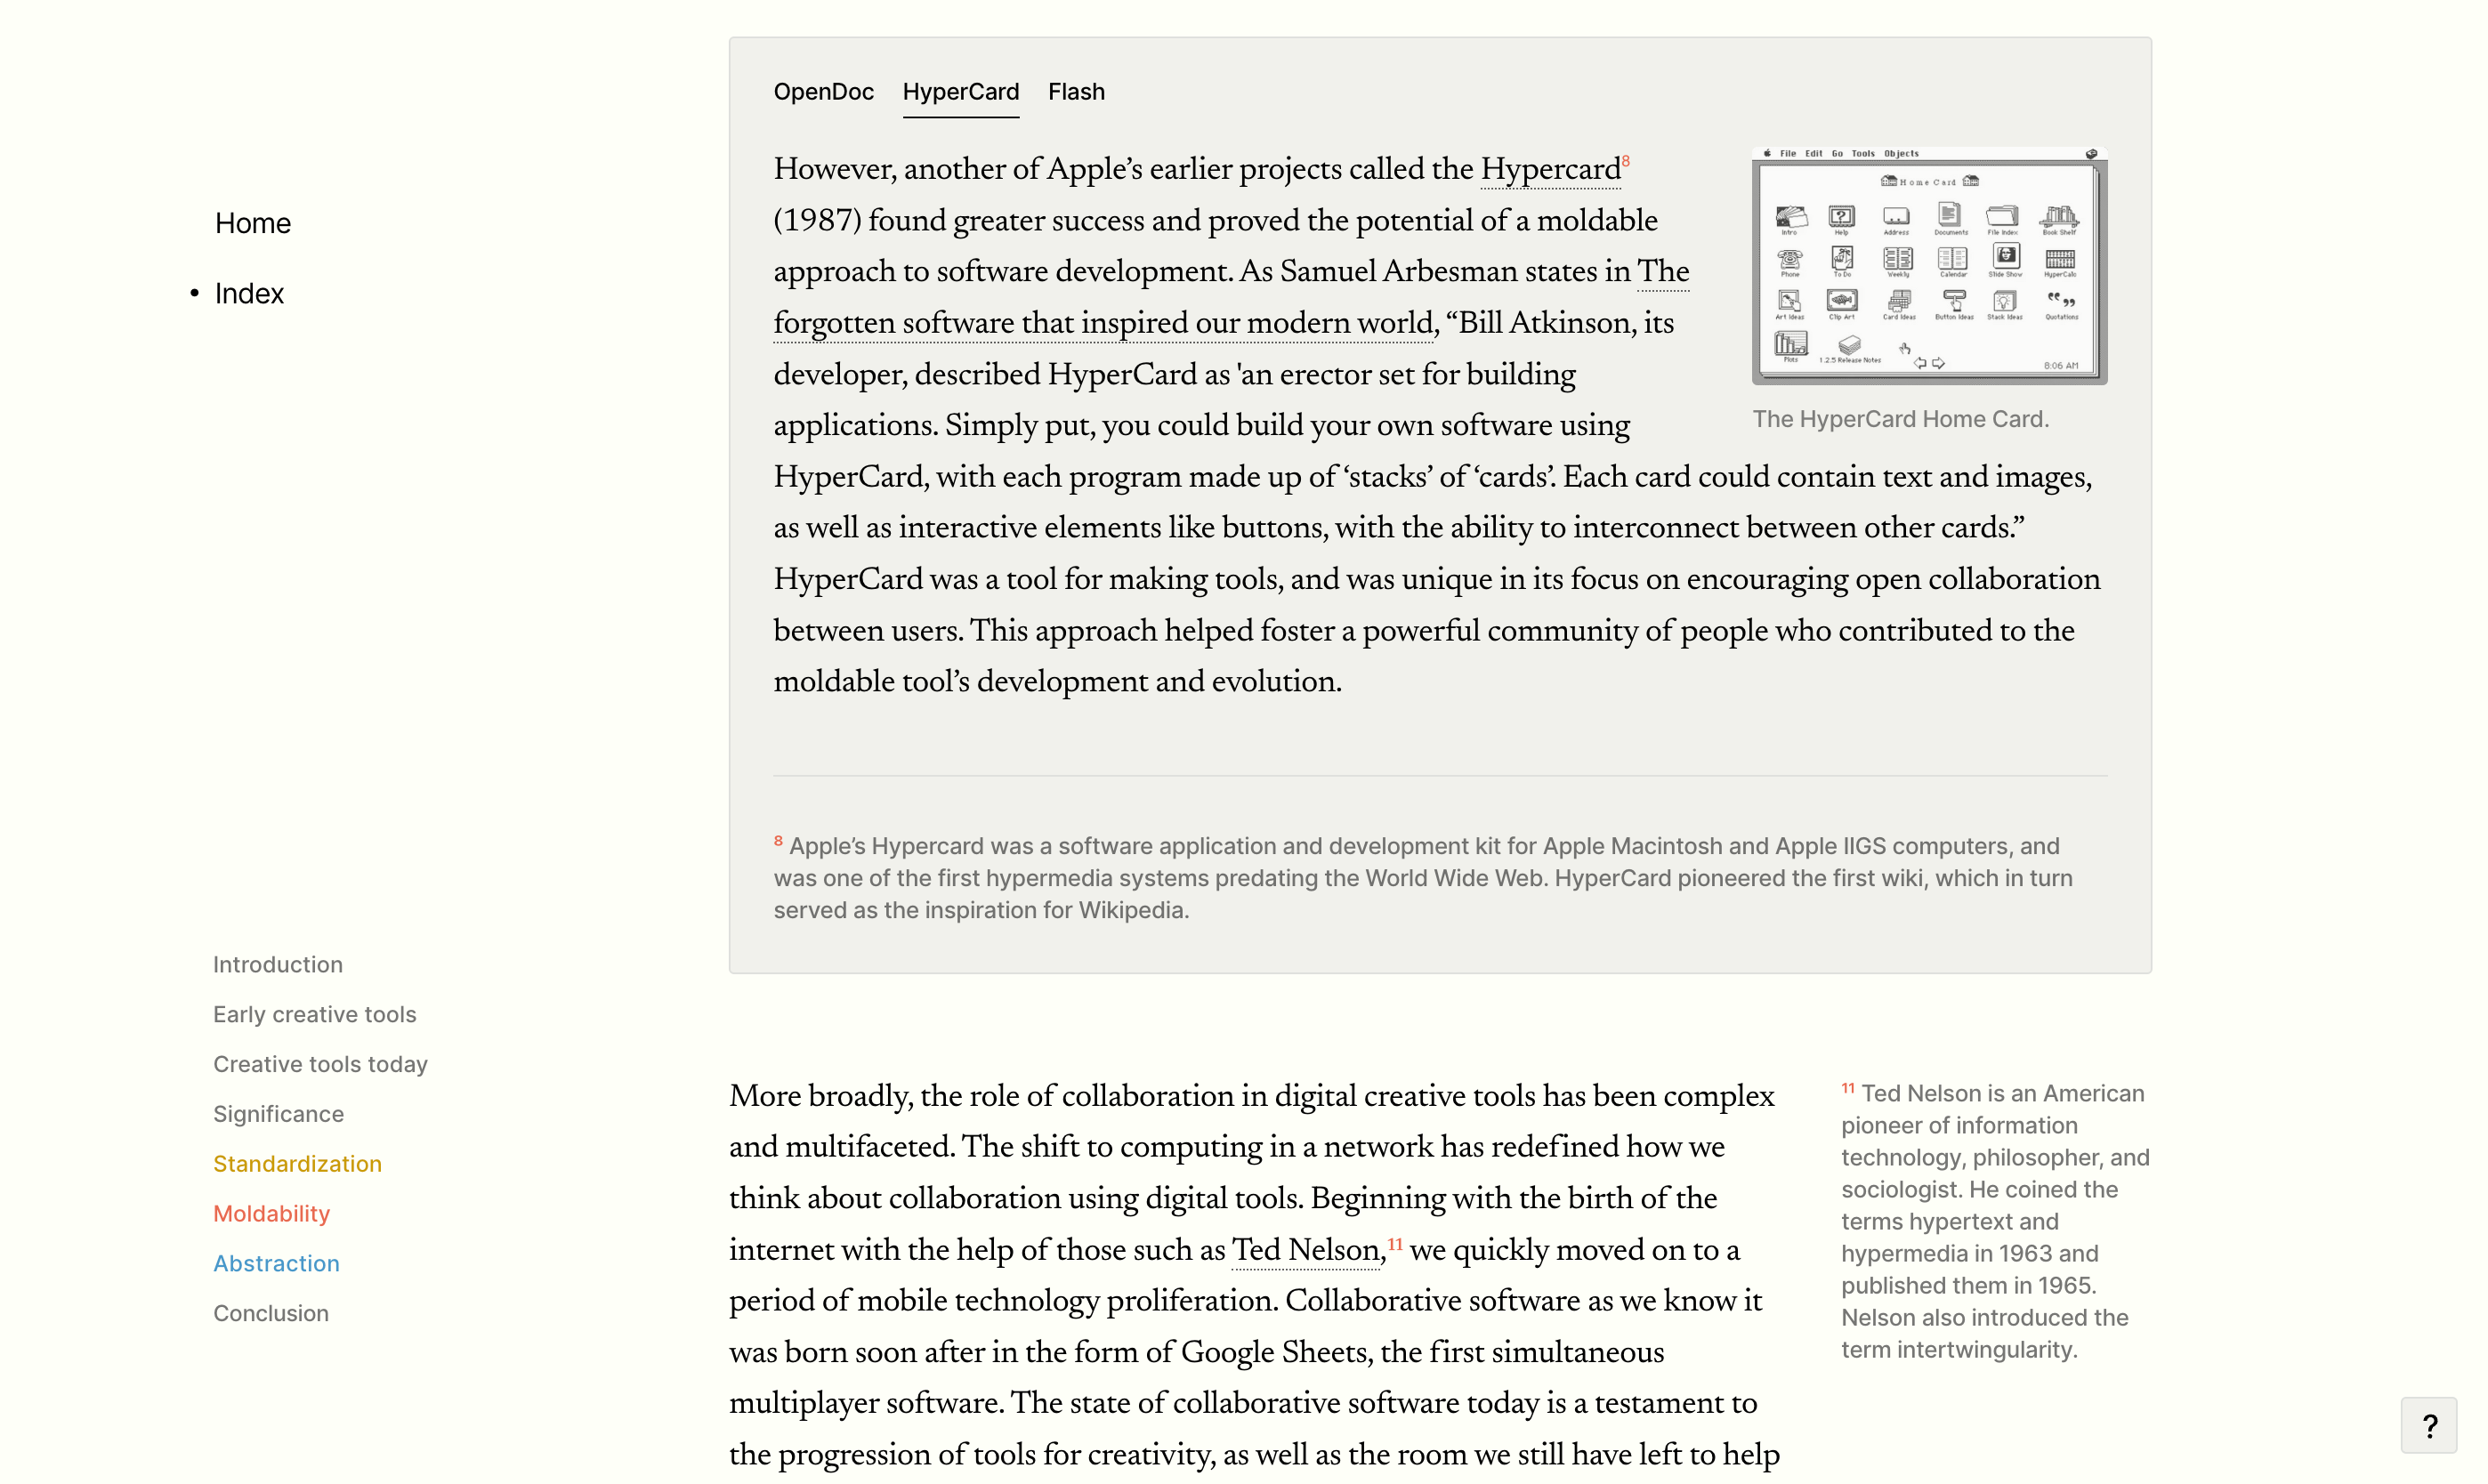 Home
• Index
Introduction
Early creative tools
Creative tools today
Significance
Standardization
Moldability
Abstraction
Conclusion
OpenDoc HyperCard Flash
However, another of Apple’s earlier projects called the Hypercard8
(1987) found greater success and proved the potential of a moldable
approach to software development. As Samuel Arbesman states in The
forgotten software that inspired our modern world, “Bill Atkinson, its
developer, described HyperCard as 'an erector set for building
applications. Simply put, you could build your own software using
HyperCard, with each program made up of ‘stacks’ of ‘cards’. Each card could contain text and images,
as well as interactive elements like buttons, with the ability to interconnect between other cards.”
HyperCard was a tool for making tools, and was unique in its focus on encouraging open collaboration
between users. This approach helped foster a powerful community of people who contributed to the
moldable tool’s development and evolution.
File Edit Go Tools Objects
Home Card
Intro Help Address Documents File Index Book Shelf
Phone To Do Weekly Calendar Slide Show HyperCalc
Art Ideas Clip Art Card Ideas Button Ideas Stack Ideas Quotations
Plots 1.2.5 Release Notes
8:06 AM
The HyperCard Home Card.
8 Apple’s Hypercard was a software application and development kit for Apple Macintosh and Apple IIGS computers, and
was one of the first hypermedia systems predating the World Wide Web. HyperCard pioneered the first wiki, which in turn
served as the inspiration for Wikipedia.
More broadly, the role of collaboration in digital creative tools has been complex
and multifaceted. The shift to computing in a network has redefined how we
think about collaboration using digital tools. Beginning with the birth of the
internet with the help of those such as Ted Nelson,11 we quickly moved on to a
period of mobile technology proliferation. Collaborative software as we know it
was born soon after in the form of Google Sheets, the first simultaneous
multiplayer software. The state of collaborative software today is a testament to
the progression of tools for creativity, as well as the room we still have left to help
11 Ted Nelson is an American
pioneer of information
technology, philosopher, and
sociologist. He coined the
terms hypertext and
hypermedia in 1963 and
published them in 1965.
Nelson also introduced the
term intertwingularity.
?